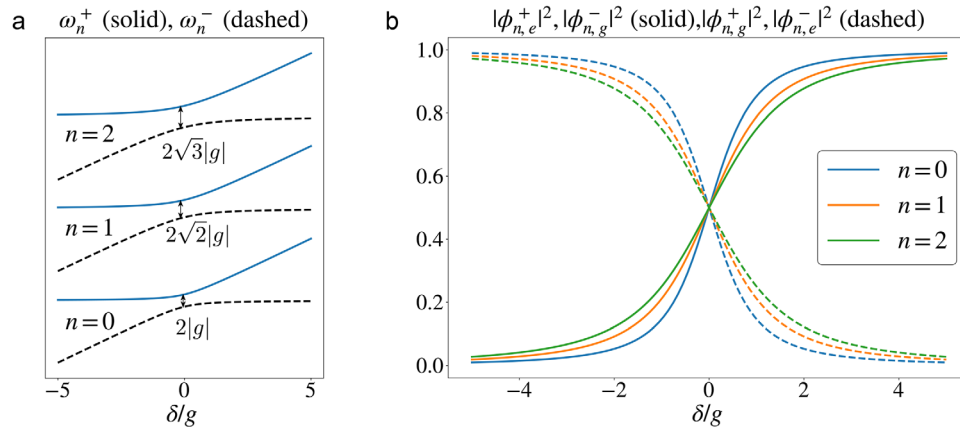 a
ω_n^+ (solid), ω_n^- (dashed)
n = 2
2√3|g|
n = 1
2√2|g|
n = 0
2|g|
−5
0
5
δ/g
b
|ϕ_{n,e}^+|^2, |ϕ_{n,g}^-|^2 (solid), |ϕ_{n,g}^+|^2, |ϕ_{n,e}^-|^2 (dashed)
1.0
0.8
0.6
0.4
0.2
0.0
n = 0
n = 1
n = 2
−4
−2
0
2
4
δ/g